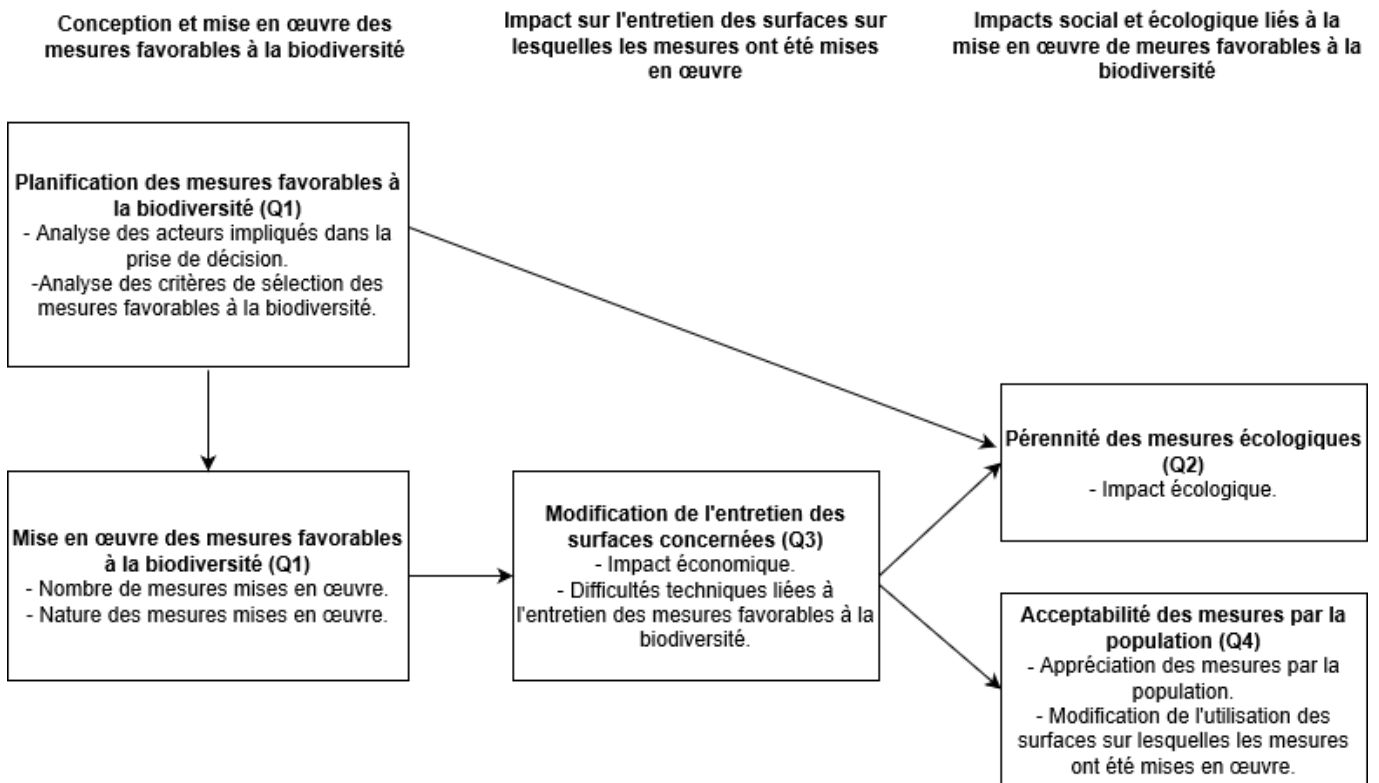 Conception et mise en œuvre des
mesures favorables à la biodiversité
Impact sur l'entretien des surfaces sur
lesquelles les mesures ont été mises
en œuvre
Impacts social et écologique liés à la
mise en œuvre de meures favorables à la
biodiversité
Planification des mesures favorables à
la biodiversité (Q1)
- Analyse des acteurs impliqués dans la
prise de décision.
-Analyse des critères de sélection des
mesures favorables à la biodiversité.
Mise en œuvre des mesures favorables
à la biodiversité (Q1)
- Nombre de mesures mises en œuvre.
- Nature des mesures mises en œuvre.
Modification de l'entretien des
surfaces concernées (Q3)
- Impact économique.
- Difficultés techniques liées à
l'entretien des mesures favorables à la
biodiversité.
Pérennité des mesures écologiques
(Q2)
- Impact écologique.
Acceptabilité des mesures par la
population (Q4)
- Appréciation des mesures par la
population.
- Modification de l'utilisation des
surfaces sur lesquelles les mesures
ont été mises en œuvre.